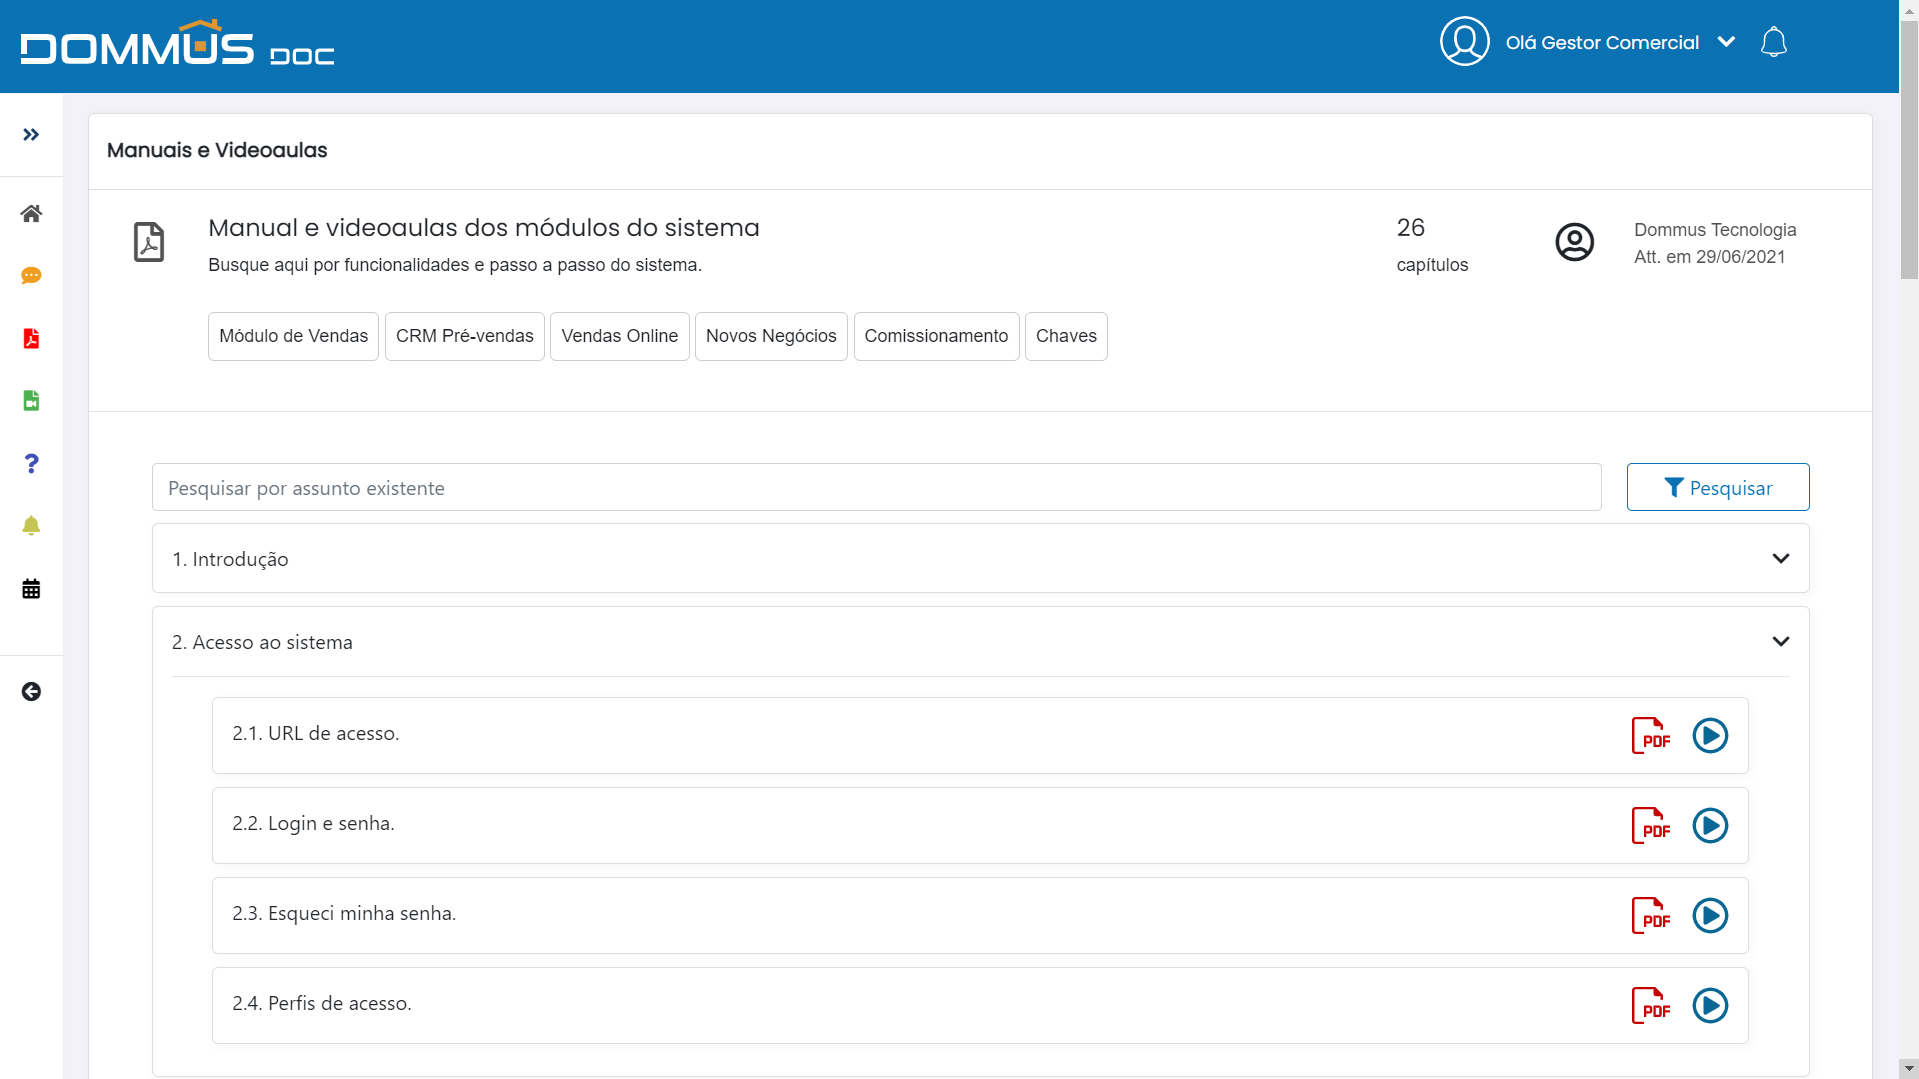 DOMMUS DOC
Olá Gestor Comercial
Manuais e Videoaulas
Manual e videoaulas dos módulos do sistema
Busque aqui por funcionalidades e passo a passo do sistema.
26
capítulos
Dommus Tecnologia
Att. em 29/06/2021
Módulo de Vendas
CRM Pré-vendas
Vendas Online
Novos Negócios
Comissionamento
Chaves
Pesquisar por assunto existente
Pesquisar
1. Introdução
2. Acesso ao sistema
2.1. URL de acesso.
PDF
2.2. Login e senha.
PDF
2.3. Esqueci minha senha.
PDF
2.4. Perfis de acesso.
PDF